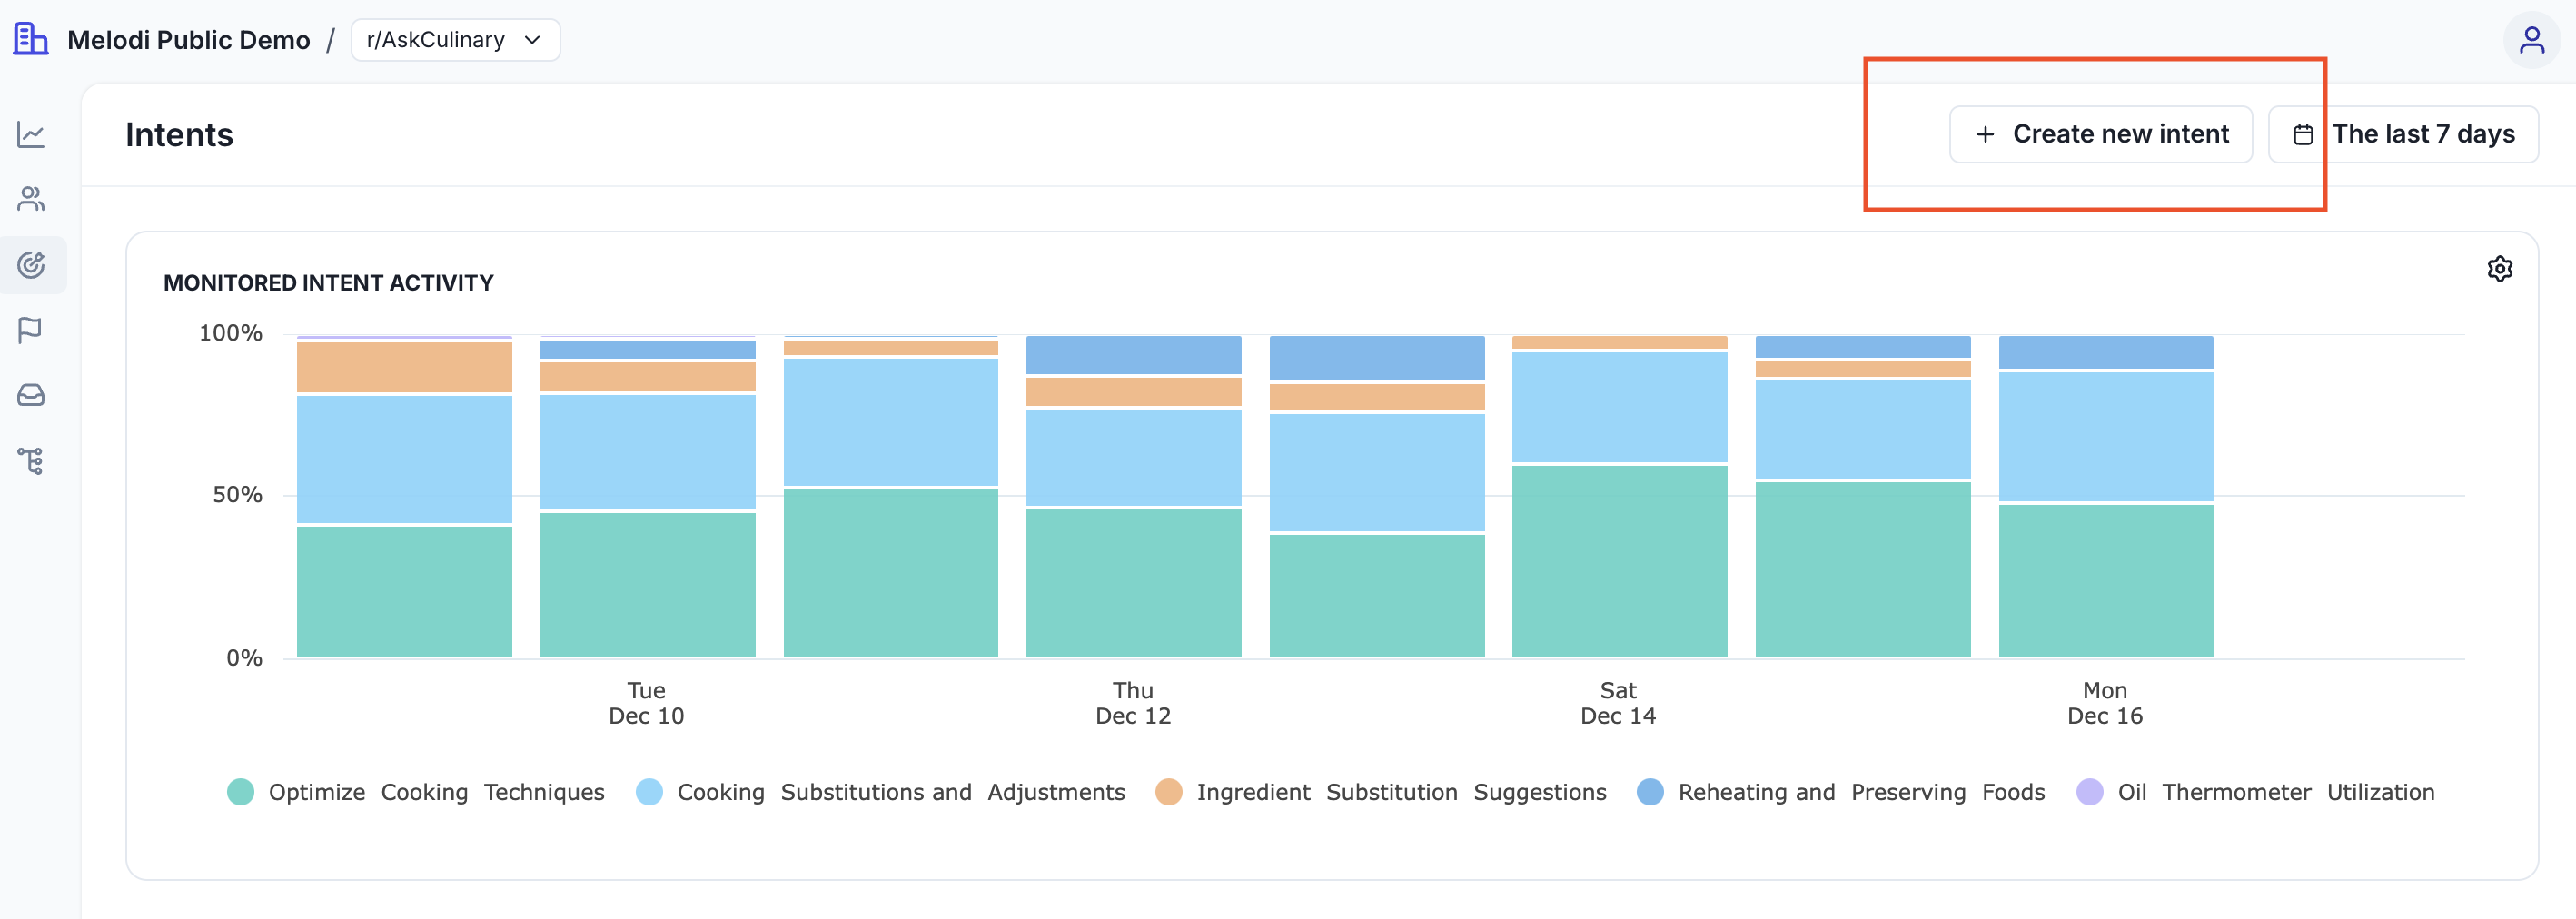 Melodi Public Demo / r/AskCulinary
Intents
+ Create new intent
The last 7 days
MONITORED INTENT ACTIVITY
100%
50%
0%
Tue
Dec 10
Thu
Dec 12
Sat
Dec 14
Mon
Dec 16
Optimize Cooking Techniques
Cooking Substitutions and Adjustments
Ingredient Substitution Suggestions
Reheating and Preserving Foods
Oil Thermometer Utilization